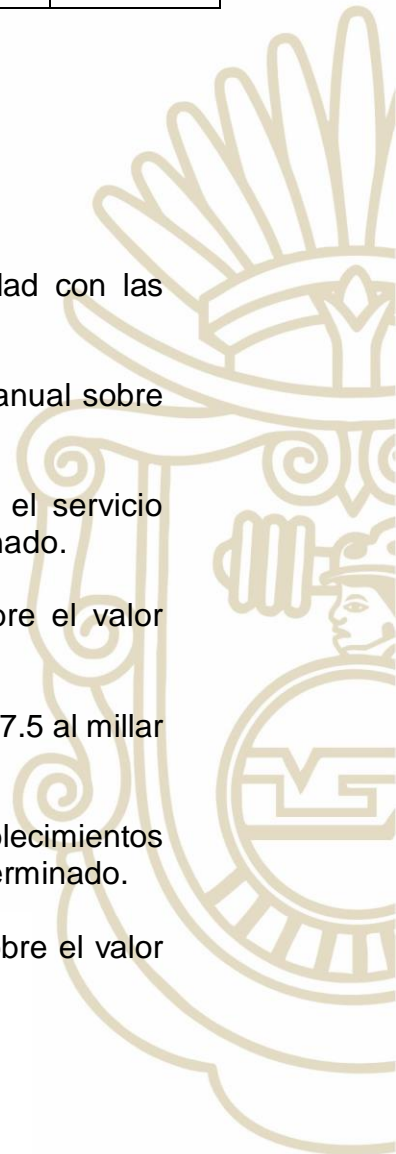 dad con las
anual sobre
el servicio
nado.
re el valor
7.5 al millar
lecimientos
erminado.
bre el valor